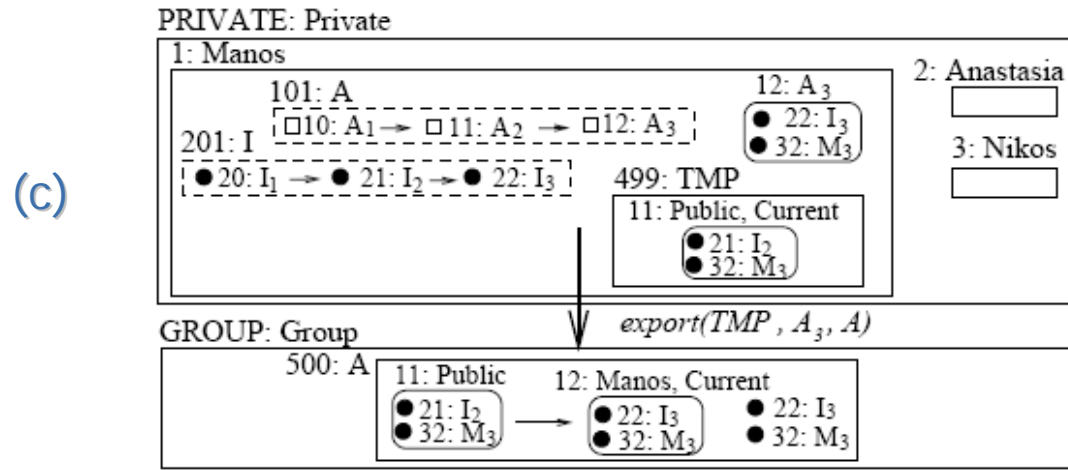 PRIVATE: Private
1: Manos
2: Anastasia
3: Nikos
101: A
10: A₁ → 11: A₂ → 12: A₃
201: I
20: I₁ → 21: I₂ → 22: I₃
12: A₃
22: I₃
32: M₃
499: TMP
11: Public, Current
21: I₂
32: M₃
(c)
export(TMP , A₃, A)
GROUP: Group
500: A
11: Public
21: I₂
32: M₃
12: Manos, Current
22: I₃
32: M₃
22: I₃
32: M₃